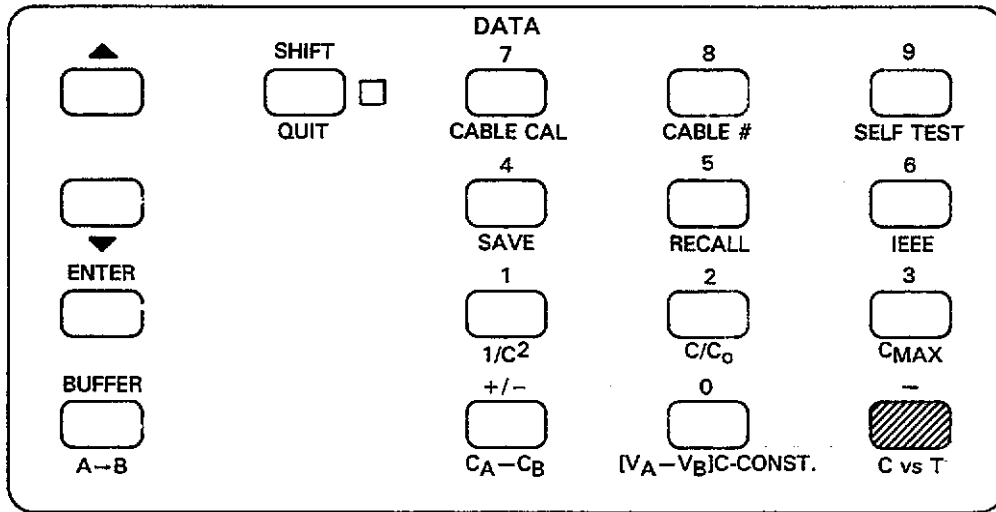 DATA
▲ SHIFT 7 8 9
QUIT CABLE CAL CABLE # SELF TEST
4 5 6
▼ SAVE RECALL IEEE
ENTER 1 2 3
1/C² C/C₀ CMAX
BUFFER +/− 0 −
A→B CA−CB [VA−VB]C-CONST. C vs T